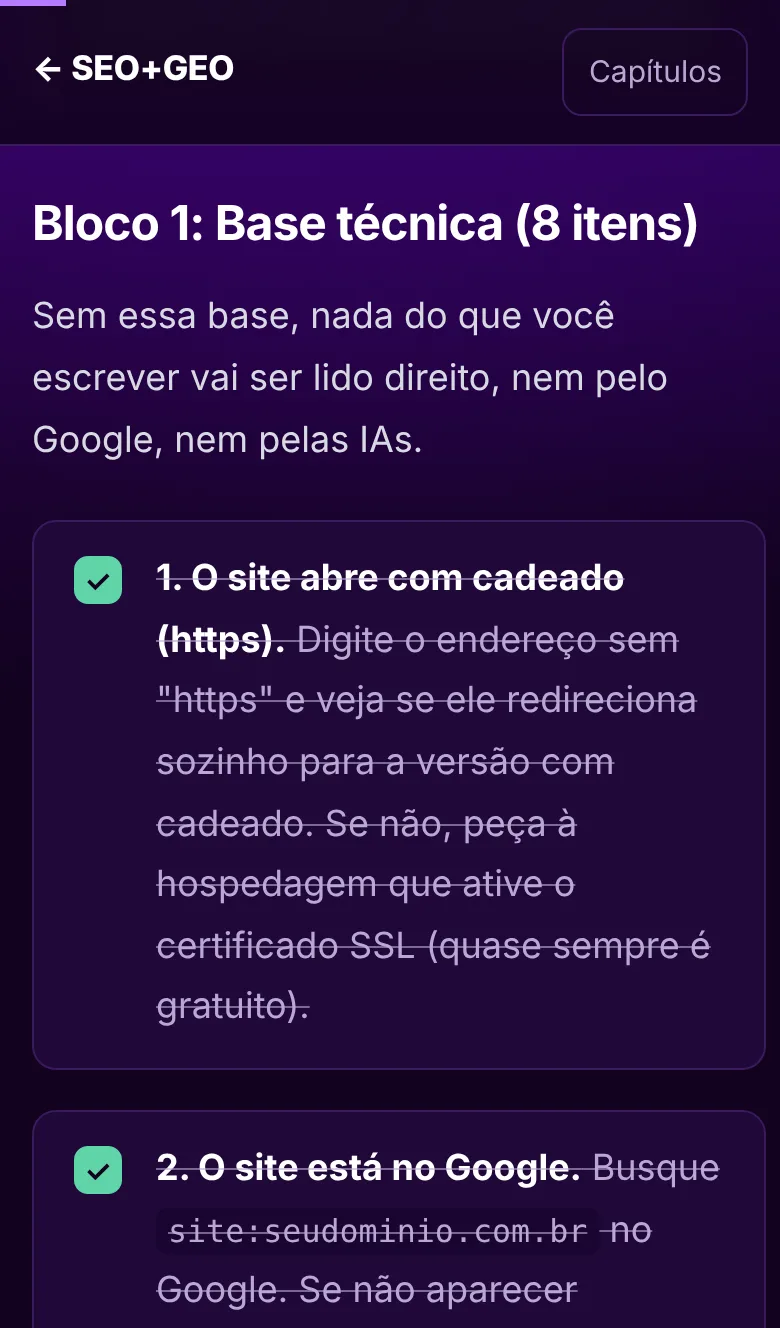 ← SEO+GEO
Capítulos
Bloco 1: Base técnica (8 itens)
Sem essa base, nada do que você
escrever vai ser lido direito, nem pelo
Google, nem pelas IAs.
1. O site abre com cadeado
(https). Digite o endereço sem
"https" e veja se ele redireciona
sozinho para a versão com
cadeado. Se não, peça à
hospedagem que ative o
certificado SSL (quase sempre é
gratuito).
2. O site está no Google. Busque
site:seudominio.com.br no
Google. Se não aparecer